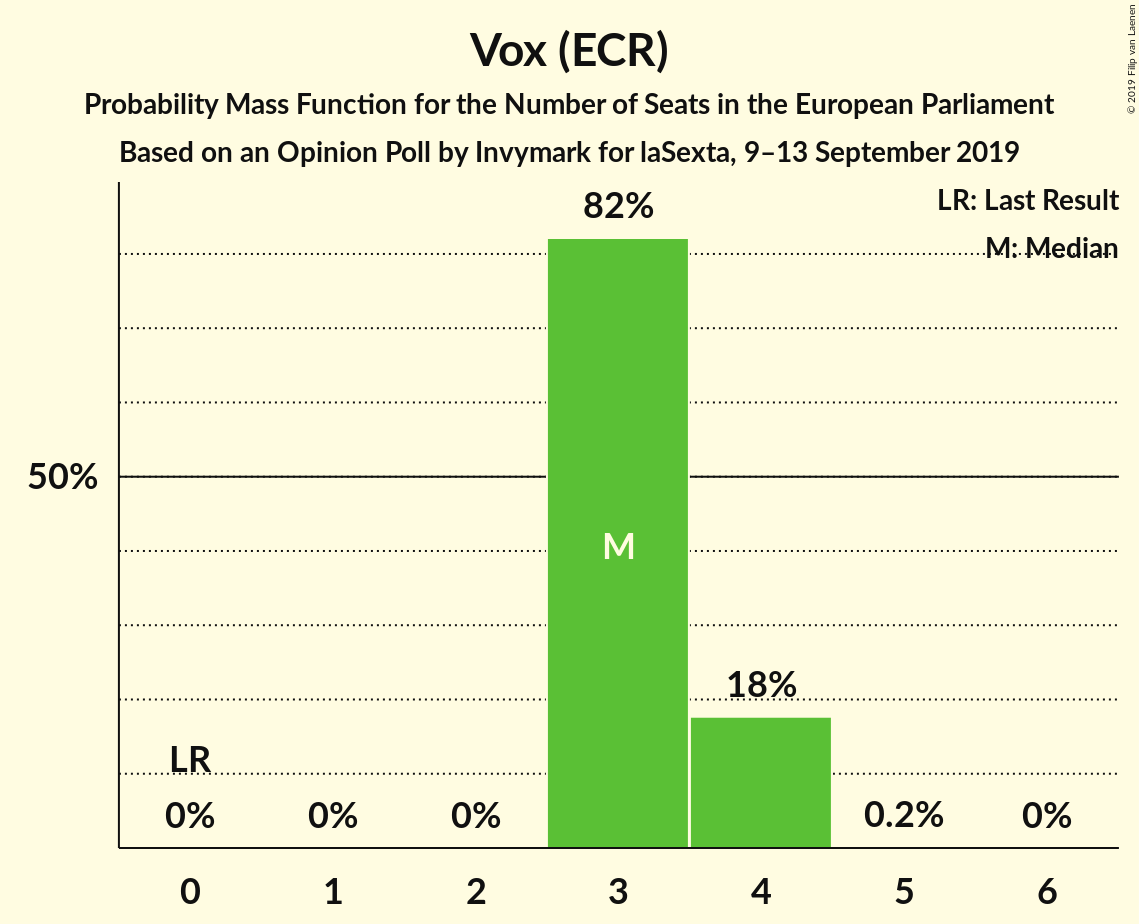 Vox (ECR)
Probability Mass Function for the Number of Seats in the European Parliament
Based on an Opinion Poll by Invymark for laSexta, 9–13 September 2019
© 2019 Filip van Laenen
LR: Last Result
M: Median
82%
50%
M
18%
LR
0%
0%
0%
0.2%
0%
0
1
2
3
4
5
6